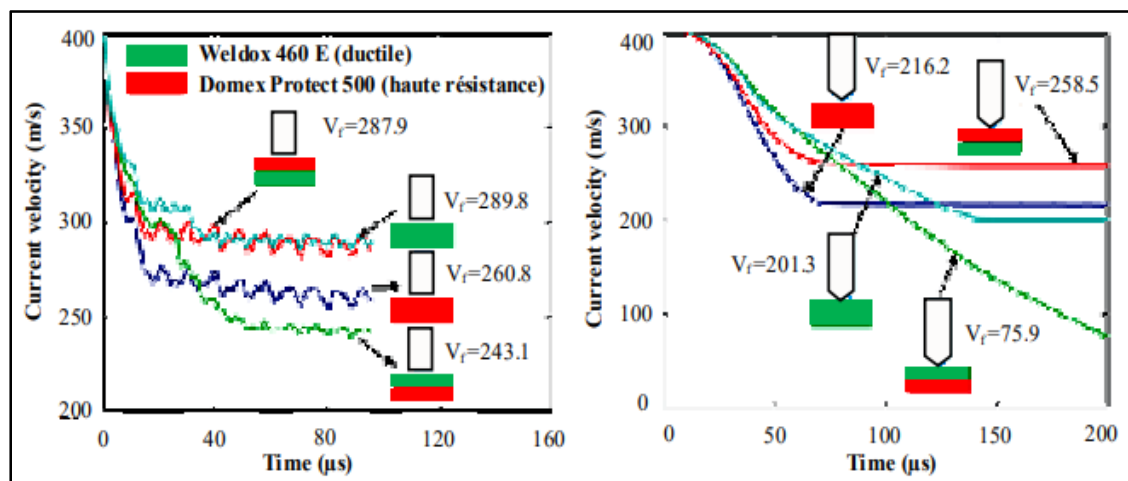 400
350
300
250
200
Current velocity (m/s)
Weldox 460 E (ductile)
Domex Protect 500 (haute résistance)
V_f=287.9
V_f=289.8
V_f=260.8
V_f=243.1
0 40 80 120 160
Time (µs)
400
300
200
100
0
Current velocity (m/s)
V_f=216.2
V_f=258.5
V_f=201.3
V_f=75.9
0 50 100 150 200
Time (µs)